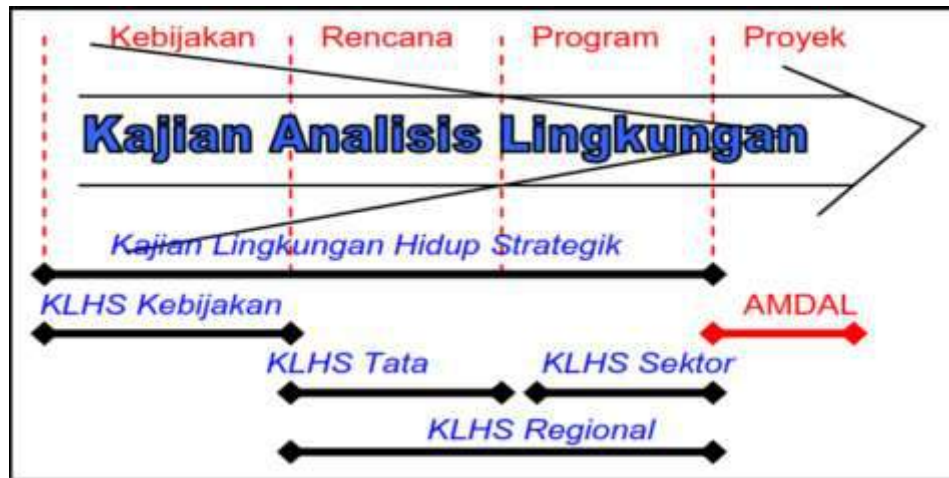 Kebijakan Rencana Program Proyek
Kajian Analisis Lingkungan
Kajian Lingkungan Hidup Strategik
KLHS Kebijakan AMDAL
KLHS Tata KLHS Sektor
KLHS Regional